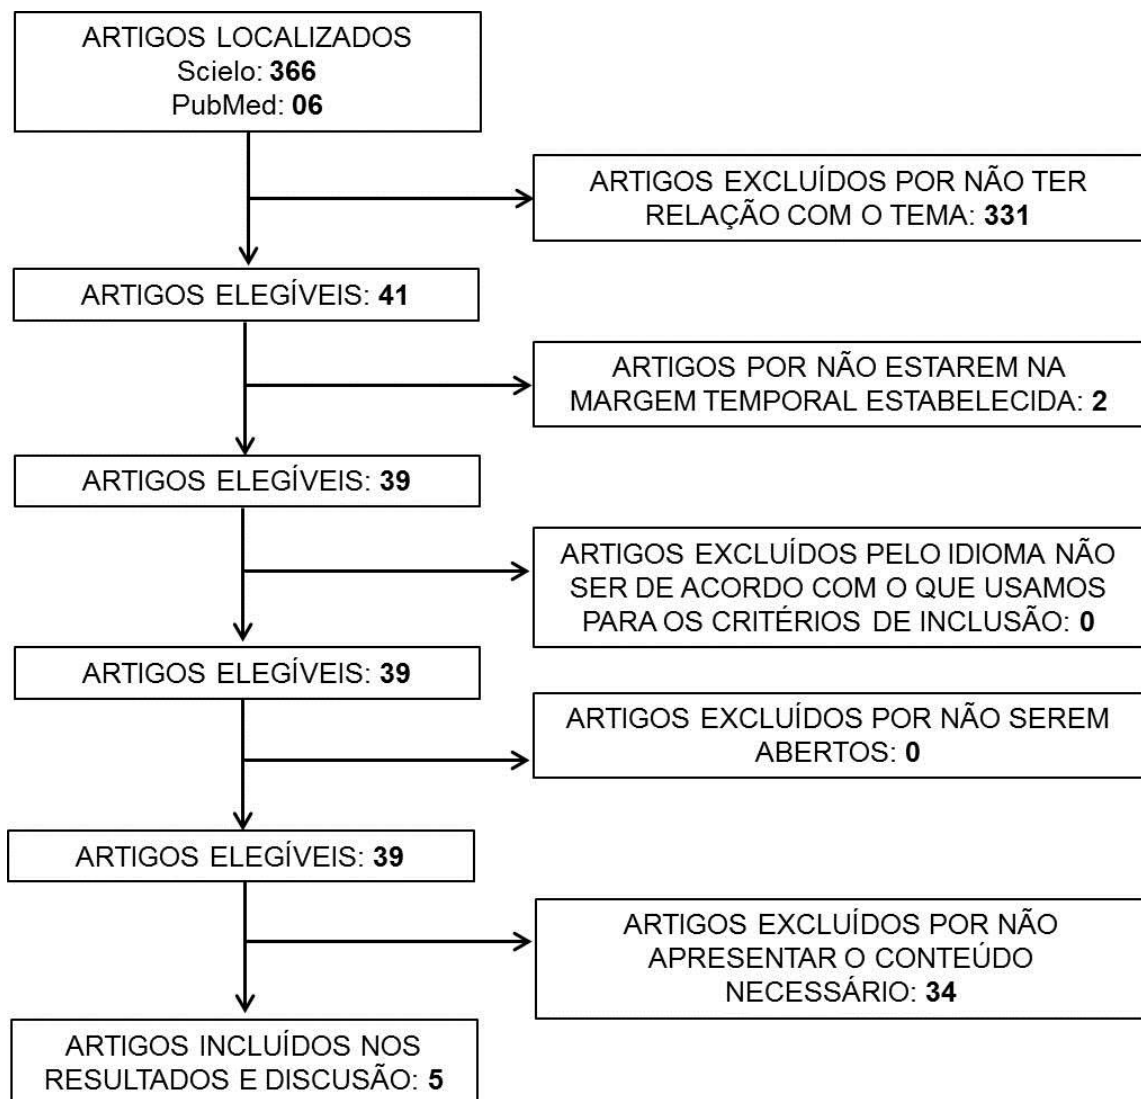 ARTIGOS LOCALIZADOS
Scielo: 366
PubMed: 06
ARTIGOS EXCLUÍDOS POR NÃO TER
RELAÇÃO COM O TEMA: 331
ARTIGOS ELEGÍVEIS: 41
ARTIGOS POR NÃO ESTAREM NA
MARGEM TEMPORAL ESTABELECIDA: 2
ARTIGOS ELEGÍVEIS: 39
ARTIGOS EXCLUÍDOS PELO IDIOMA NÃO
SER DE ACORDO COM O QUE USAMOS
PARA OS CRITÉRIOS DE INCLUSÃO: 0
ARTIGOS ELEGÍVEIS: 39
ARTIGOS EXCLUÍDOS POR NÃO SEREM
ABERTOS: 0
ARTIGOS ELEGÍVEIS: 39
ARTIGOS EXCLUÍDOS POR NÃO
APRESENTAR O CONTEÚDO
NECESSÁRIO: 34
ARTIGOS INCLUÍDOS NOS
RESULTADOS E DISCUSSÃO: 5